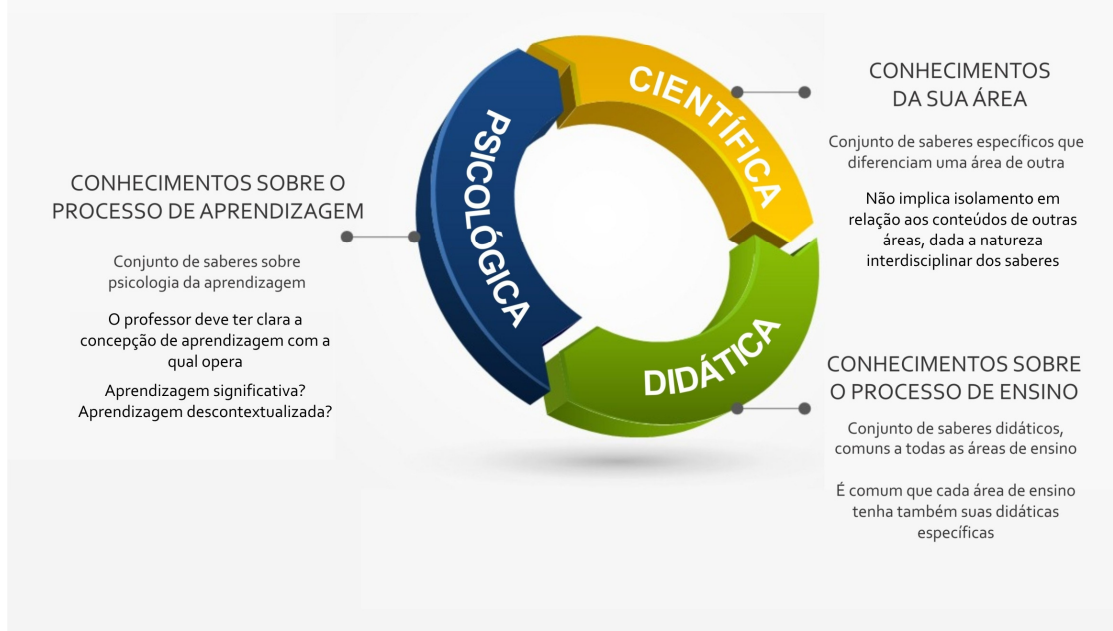 CIENTÍFICA
CONHECIMENTOS
DA SUA ÁREA
Conjunto de saberes específicos que
diferenciam uma área de outra
Não implica isolamento em
relação aos conteúdos de outras
áreas, dada a natureza
interdisciplinar dos saberes
PSICOLÓGICA
CONHECIMENTOS SOBRE O
PROCESSO DE APRENDIZAGEM
Conjunto de saberes sobre
psicologia da aprendizagem
O professor deve ter clara a
concepção de aprendizagem com a
qual opera
Aprendizagem significativa?
Aprendizagem descontextualizada?
DIDÁTICA
CONHECIMENTOS SOBRE
O PROCESSO DE ENSINO
Conjunto de saberes didáticos,
comuns a todas as áreas de ensino
É comum que cada área de ensino
tenha também suas didáticas
específicas